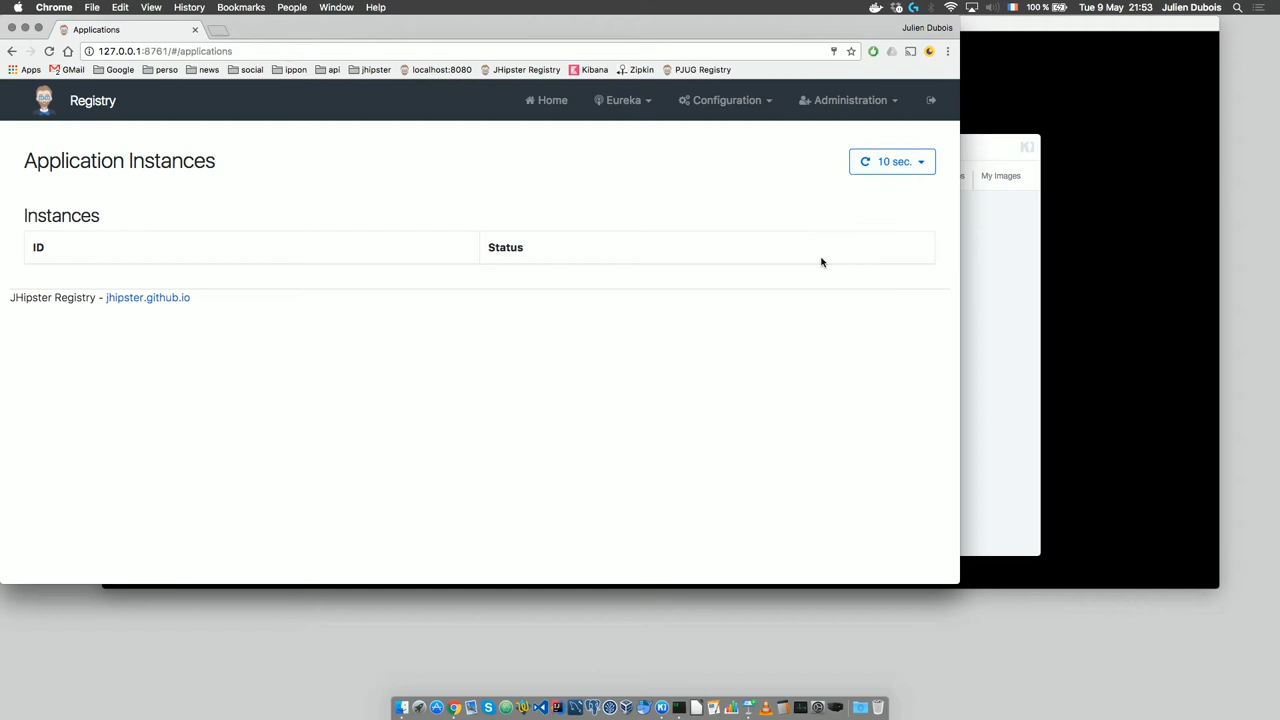 Chrome File Edit View History Bookmarks People Window Help 100 % Tue 9 May 21:53 Julien Dubois
Applications Julien Dubois
127.0.0.1:8761/#/applications
Apps GMail Google perso news social ippon api jhipster localhost:8080 JHipster Registry Kibana Zipkin PJUG Registry
Registry Home Eureka Configuration Administration
Application Instances 10 sec.
My Images
Instances
ID Status
JHipster Registry - jhipster.github.io